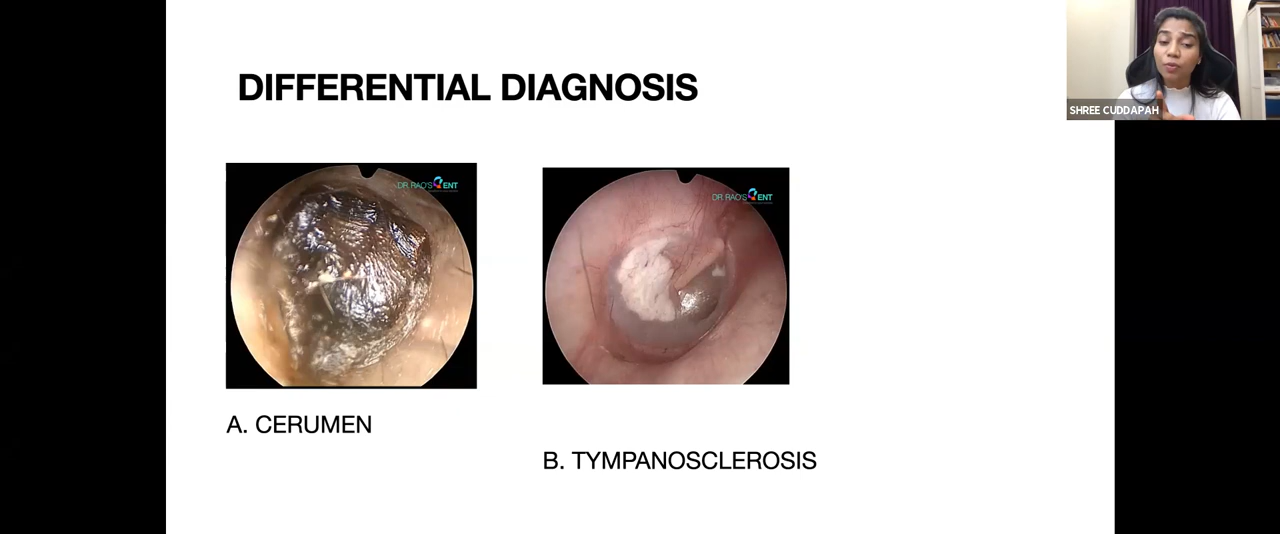 SHREE CUDDAPAH
DIFFERENTIAL DIAGNOSIS
DR RAO'S ENT
DR RAO'S ENT
A. CERUMEN
B. TYMPANOSCLEROSIS